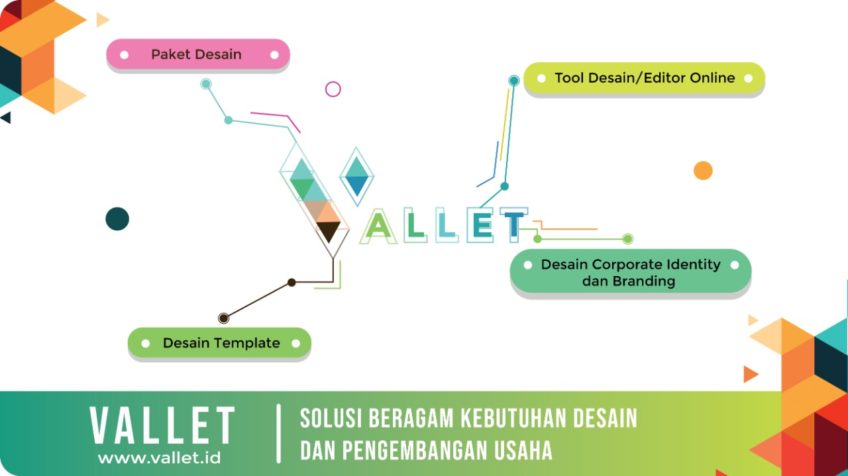 Paket Desain
Tool Desain/Editor Online
VALLET
Desain Corporate Identity
dan Branding
Desain Template
VALLET
www.vallet.id
SOLUSI BERAGAM KEBUTUHAN DESAIN
DAN PENGEMBANGAN USAHA